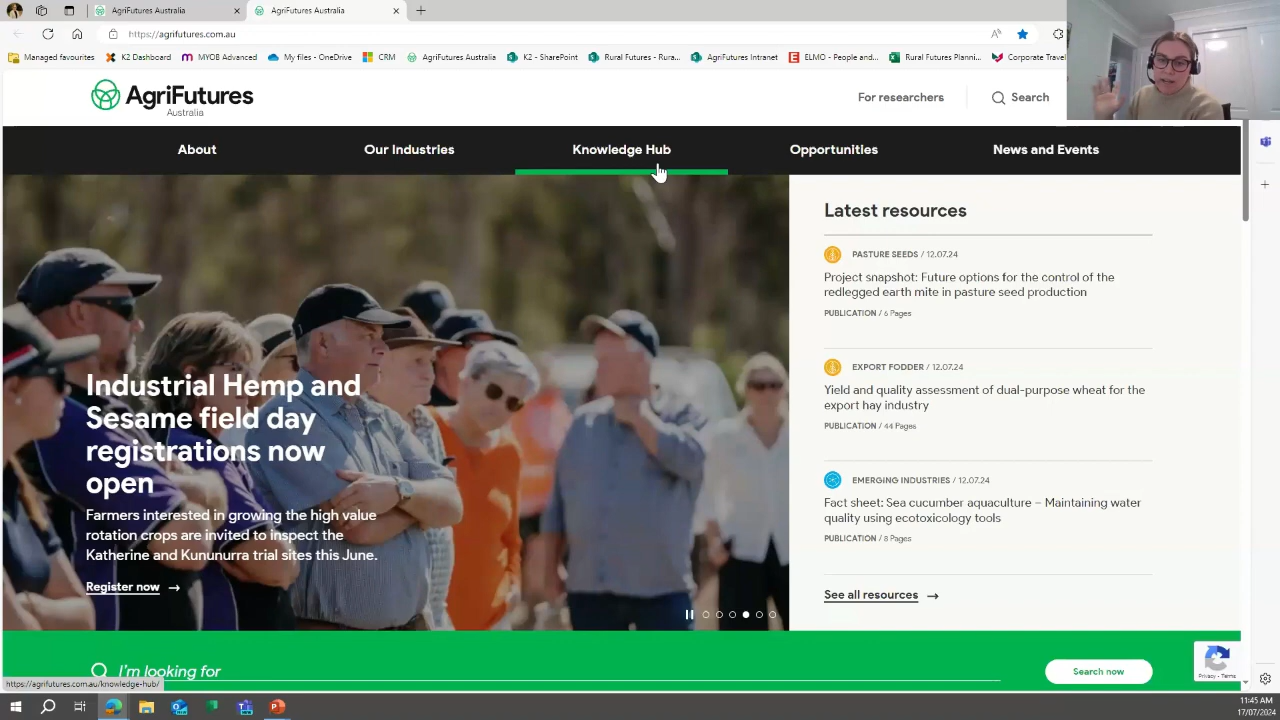 AgriFutures Australia
AgriFutures Australia
https://agrifutures.com.au
Managed favourites
K2 Dashboard
MYOB Advanced
My files - OneDrive
CRM
AgriFutures Australia
K2 - SharePoint
Rural Futures - Rura...
AgriFutures Intranet
ELMO - People and...
Rural Futures Planni...
Corporate Travel
AgriFutures
Australia
For researchers
Search
About
Our Industries
Knowledge Hub
Opportunities
News and Events
Industrial Hemp and
Sesame field day
registrations now
open
Farmers interested in growing the high value
rotation crops are invited to inspect the
Katherine and Kununurra trial sites this June.
Register now →
Latest resources
PASTURE SEEDS / 12.07.24
Project snapshot: Future options for the control of the
redlegged earth mite in pasture seed production
PUBLICATION / 6 Pages
EXPORT FODDER / 12.07.24
Yield and quality assessment of dual-purpose wheat for the
export hay industry
PUBLICATION / 44 Pages
EMERGING INDUSTRIES / 12.07.24
Fact sheet: Sea cucumber aquaculture – Maintaining water
quality using ecotoxicology tools
PUBLICATION / 8 Pages
See all resources →
I'm looking for
Search now
Privacy - Terms
https://agrifutures.com.au/knowledge-hub/
11:45 AM
17/07/2024